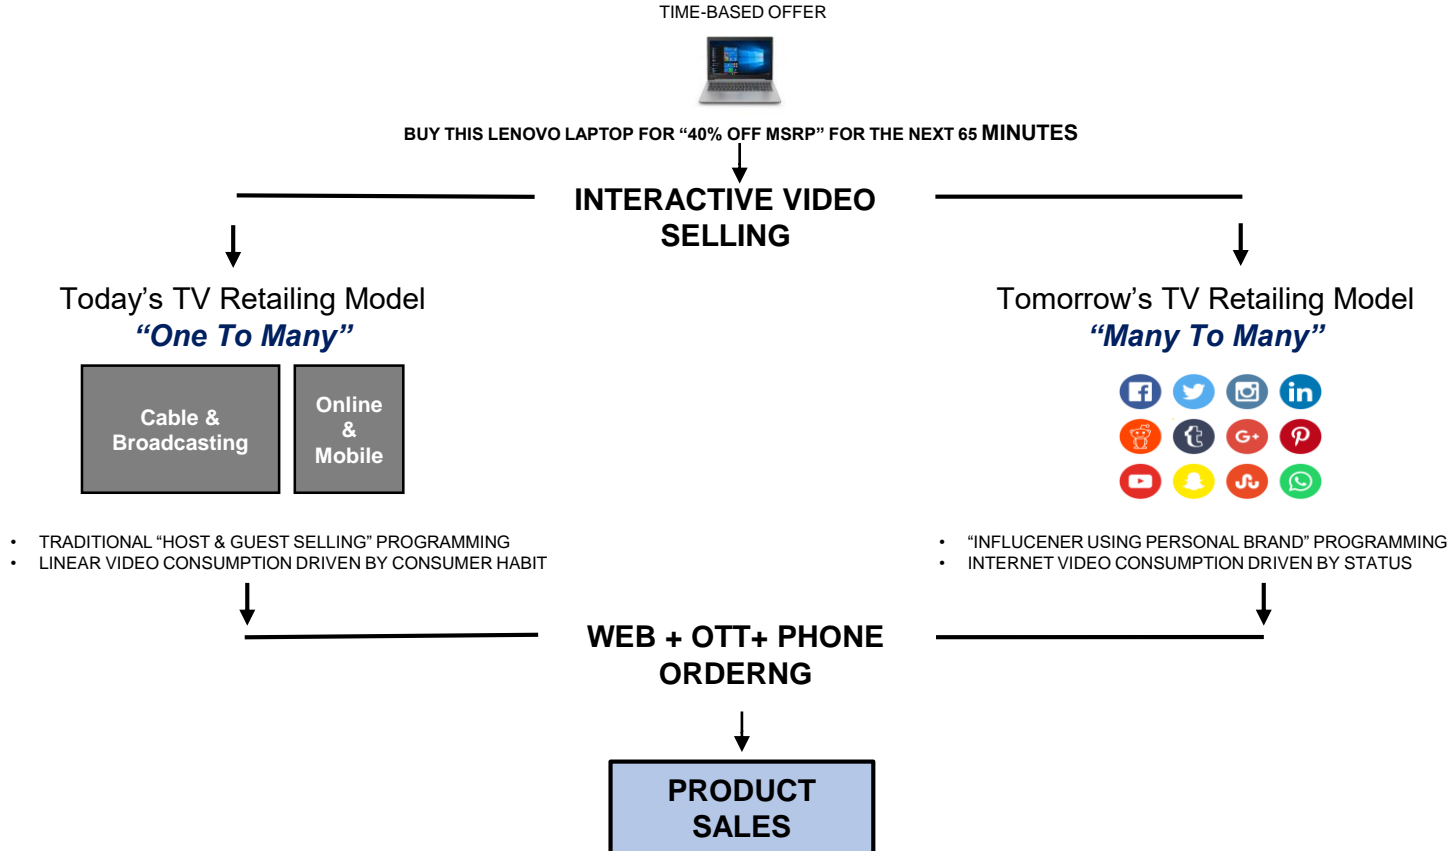 TIME-BASED OFFER
BUY THIS LENOVO LAPTOP FOR “40% OFF MSRP” FOR THE NEXT 65 MINUTES
INTERACTIVE VIDEO
SELLING
Today’s TV Retailing Model
“One To Many”
Cable &
Broadcasting
Online
&
Mobile
• TRADITIONAL “HOST & GUEST SELLING” PROGRAMMING
• LINEAR VIDEO CONSUMPTION DRIVEN BY CONSUMER HABIT
Tomorrow’s TV Retailing Model
“Many To Many”
f
in
t
G+
• “INFLUCENER USING PERSONAL BRAND” PROGRAMMING
• INTERNET VIDEO CONSUMPTION DRIVEN BY STATUS
WEB + OTT+ PHONE
ORDERNG
PRODUCT
SALES